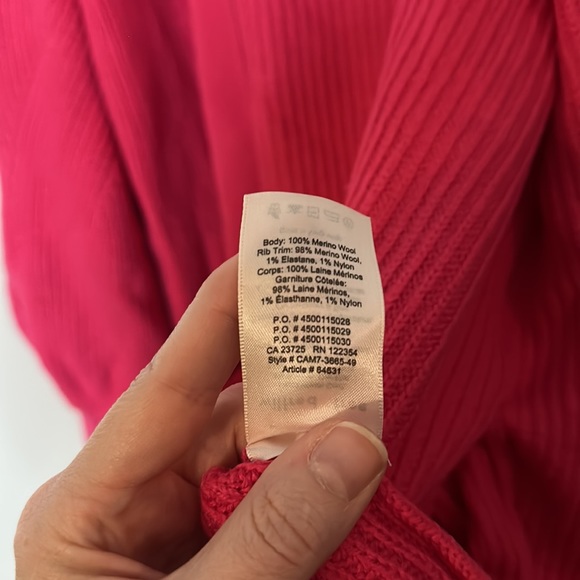 Body: 100% Merino Wool
Rib Trim: 98% Merino Wool,
1% Elastane, 1% Nylon
Corps: 100% Laine Mérinos
Garniture Côtelée:
98% Laine Mérinos,
1% Élasthanne, 1% Nylon
P.O. # 4500115028
P.O. # 4500115029
P.O. # 4500115030
CA 23725 RN 122354
Style # CAM7-3865-49
Article # 64531